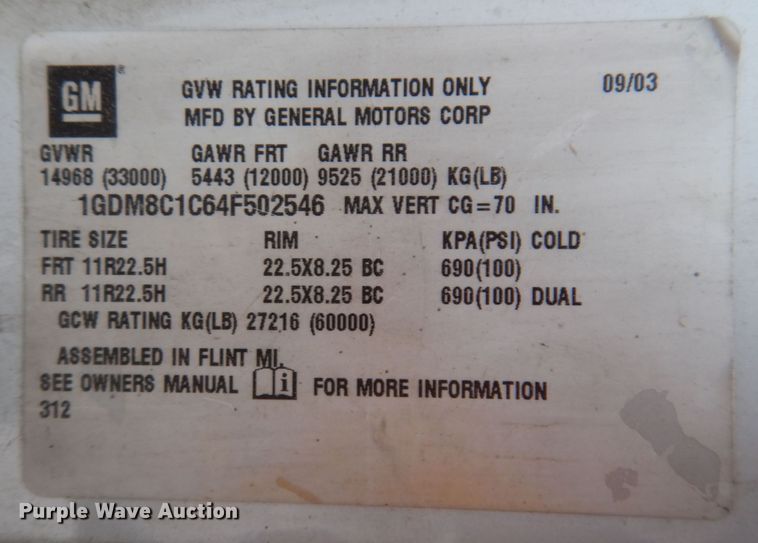 GM ®
GVW RATING INFORMATION ONLY 09/03
MFD BY GENERAL MOTORS CORP
GVWR GAWR FRT GAWR RR
14968 (33000) 5443 (12000) 9525 (21000) KG(LB)
1GDM8C1C64F502546 MAX VERT CG=70 IN.
TIRE SIZE RIM KPA(PSI) COLD
FRT 11R22.5H 22.5X8.25 BC 690(100)
RR 11R22.5H 22.5X8.25 BC 690(100) DUAL
GCW RATING KG(LB) 27216 (60000)
ASSEMBLED IN FLINT MI.
SEE OWNERS MANUAL i FOR MORE INFORMATION
312
Purple Wave Auction